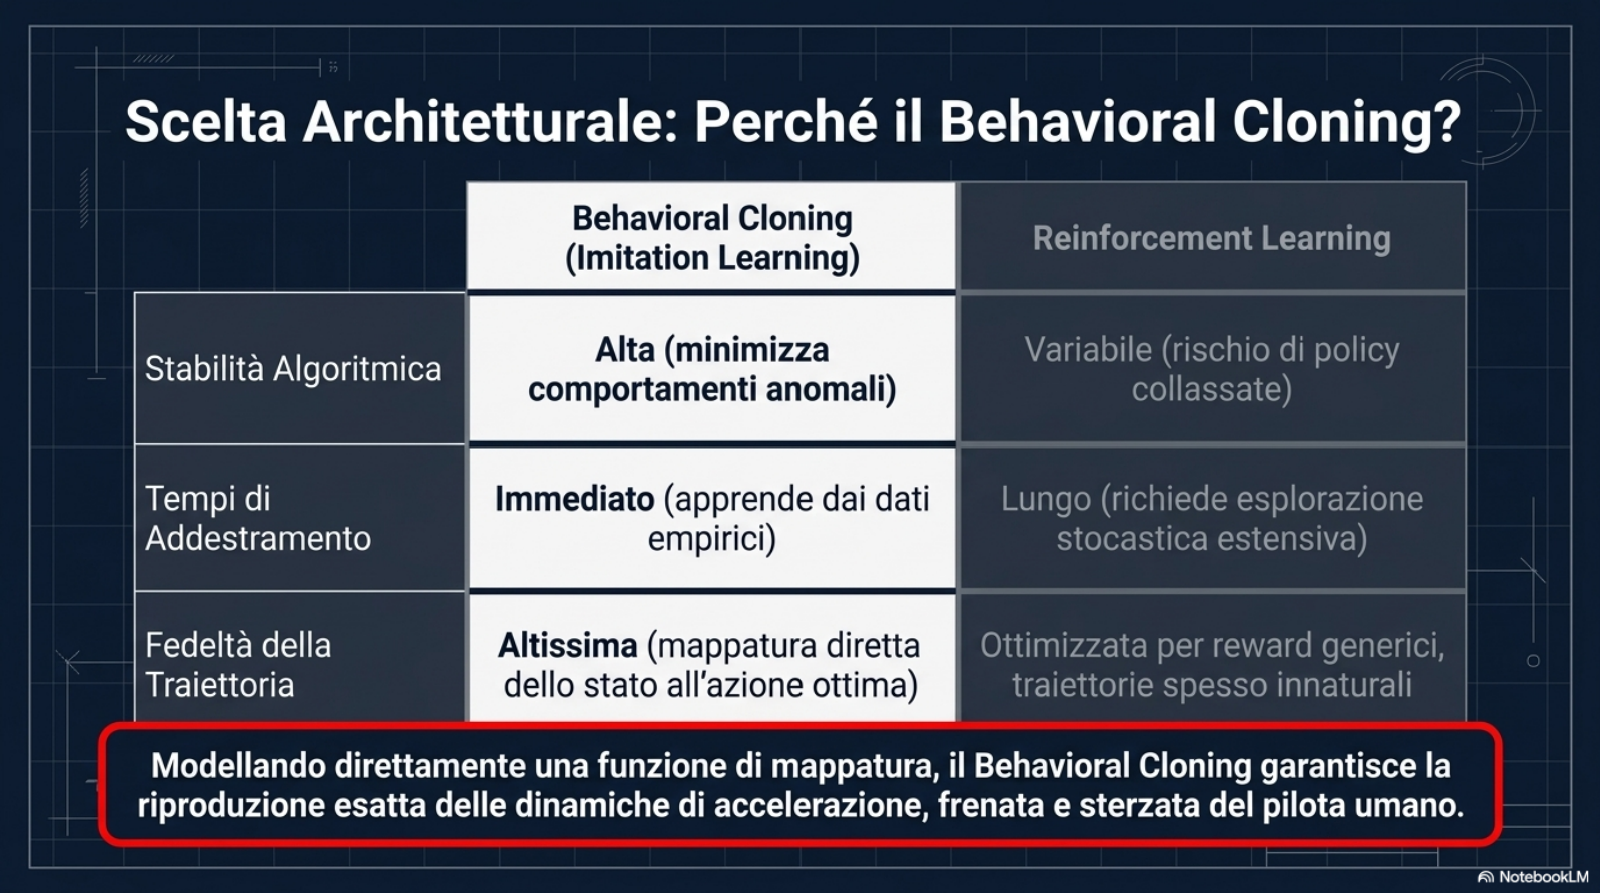 Scelta Architetturale: Perché il Behavioral Cloning?
Behavioral Cloning
(Imitation Learning)
Reinforcement Learning
Stabilità Algoritmica
Alta (minimizza
comportamenti anomali)
Variabile (rischio di policy
collassate)
Tempi di
Addestramento
Immediato (apprende dai dati
empirici)
Lungo (richiede esplorazione
stocastica estensiva)
Fedeltà della
Traiettoria
Altissima (mappatura diretta
dello stato all'azione ottima)
Ottimizzata per reward generici,
traiettorie spesso innaturali
Modellando direttamente una funzione di mappatura, il Behavioral Cloning garantisce la
riproduzione esatta delle dinamiche di accelerazione, frenata e sterzata del pilota umano.
NotebookLM